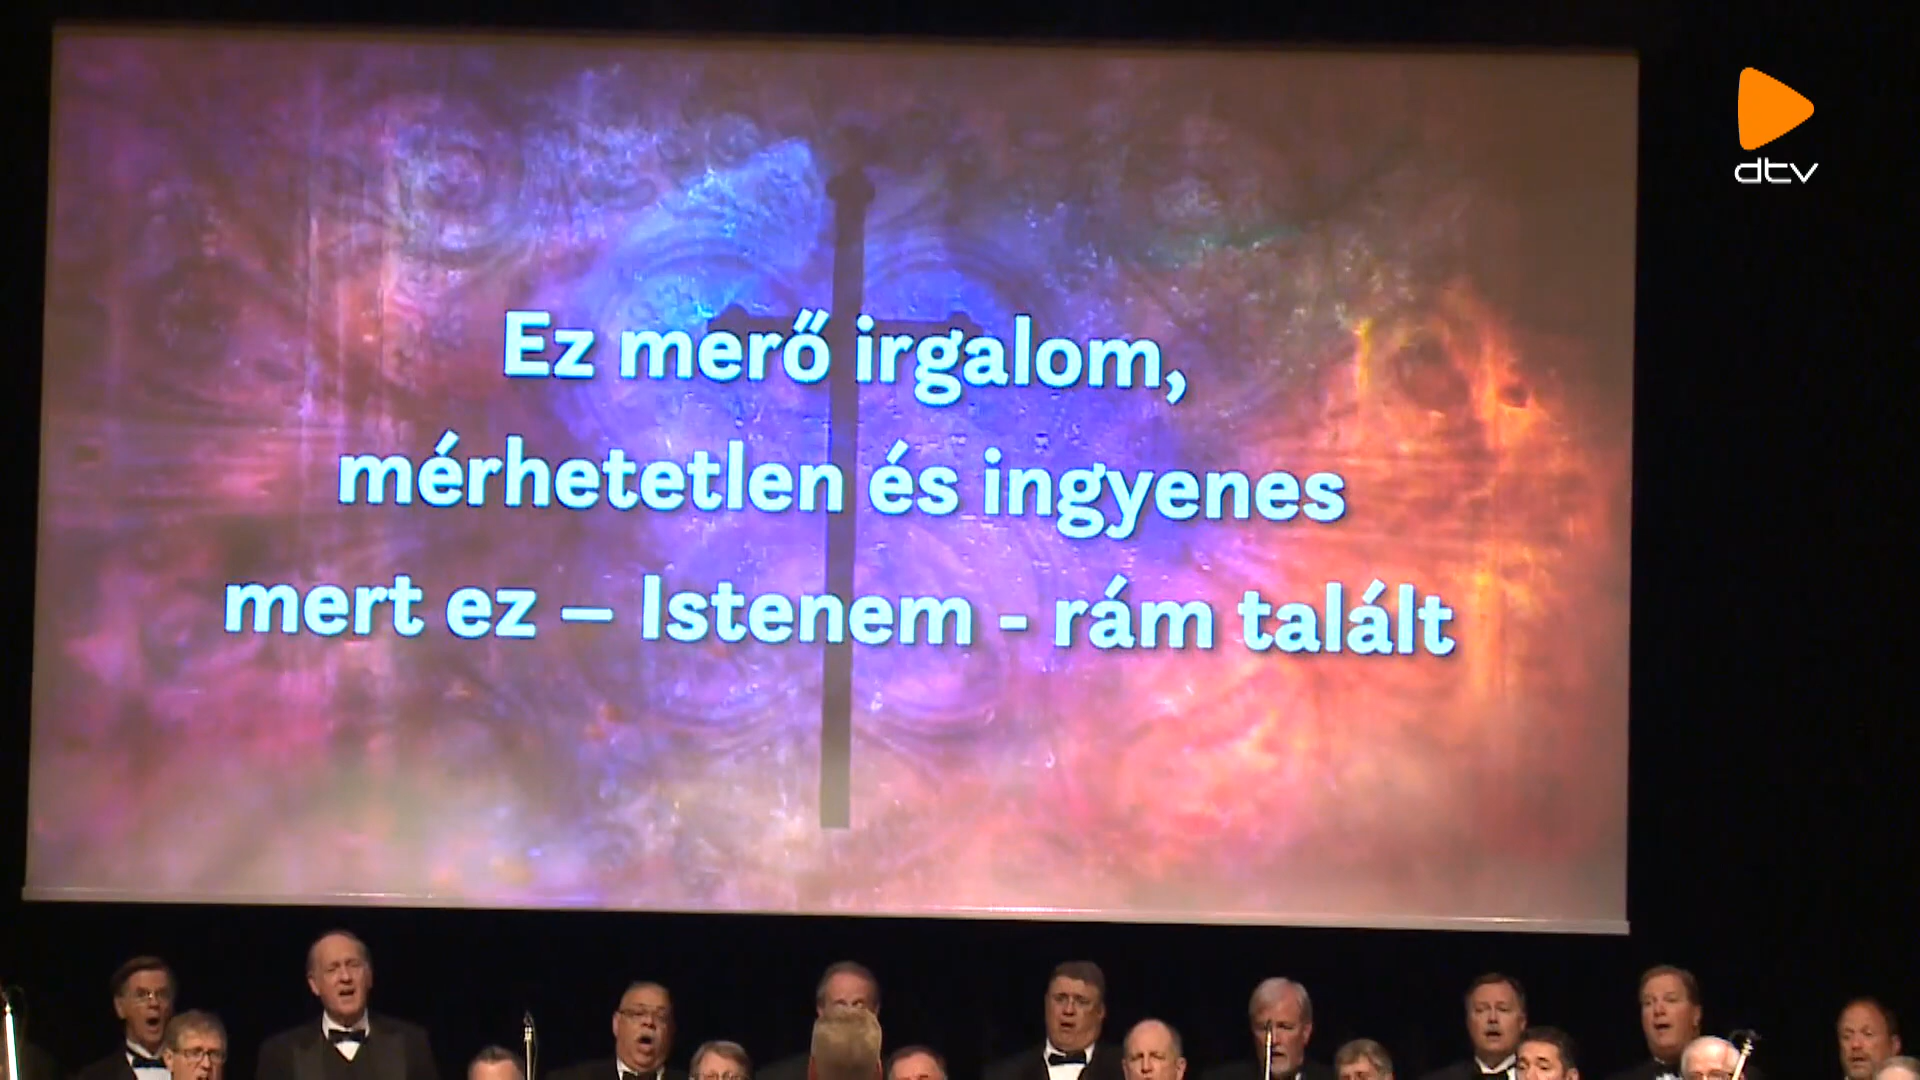 Ez merő irgalom,
mérhetetlen és ingyenes
mert ez – Istenem - rám talált
dtv